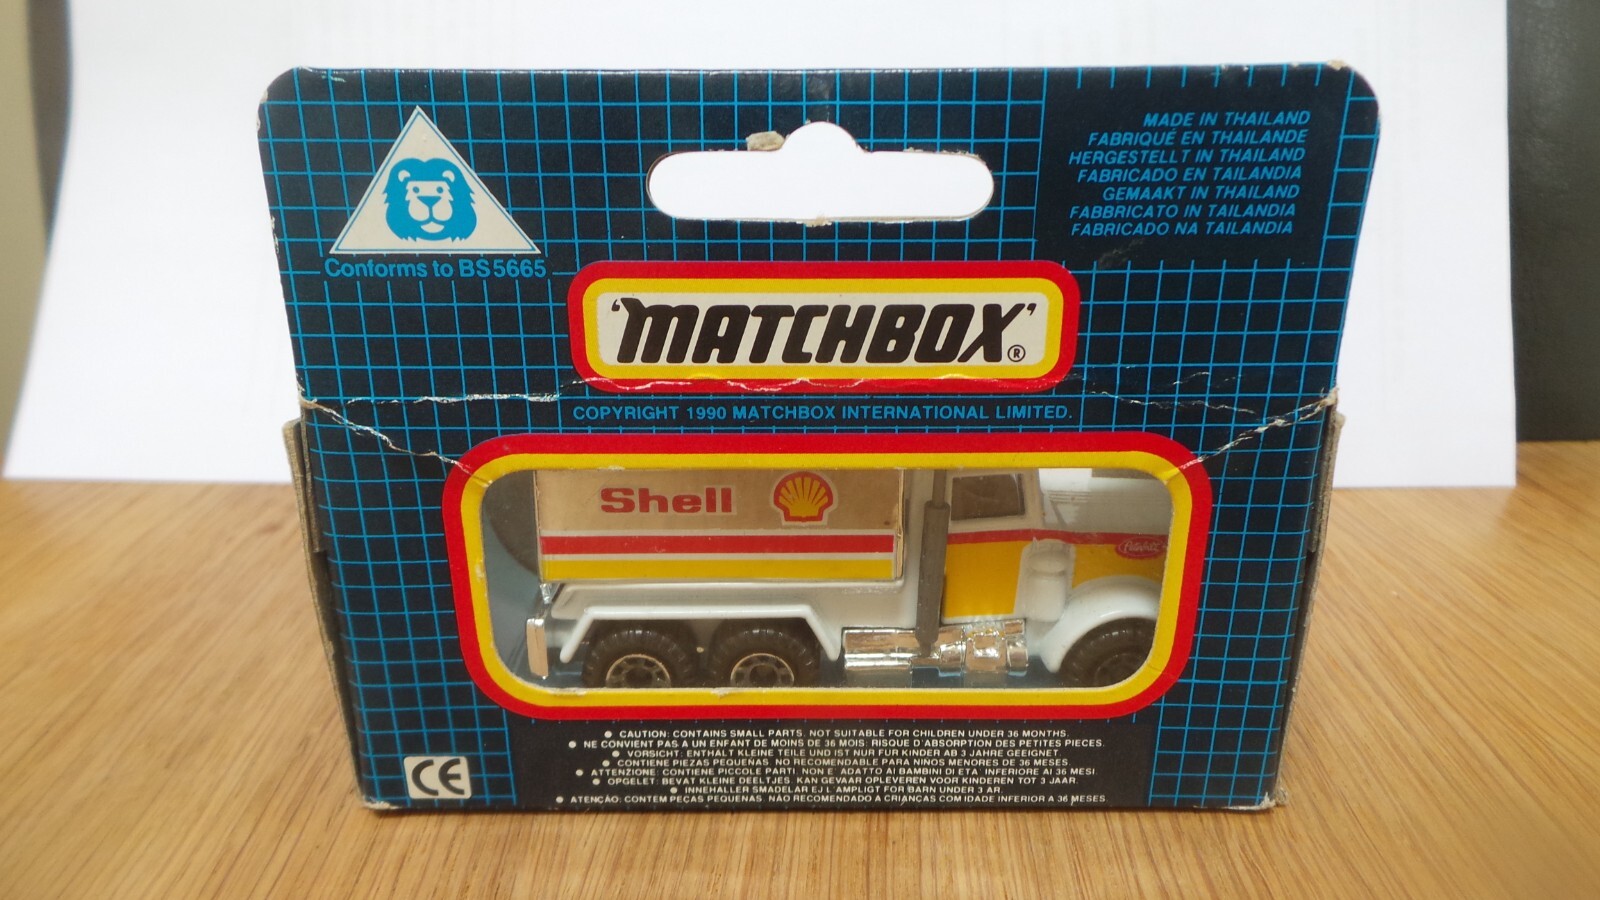 MADE IN THAILAND
FABRIQUÉ EN THAILANDE
HERGESTELLT IN THAILAND
FABRICADO EN TAILANDIA
GEMAAKT IN THAILAND
FABBRICATO IN TAILANDIA
FABRICADO NA TAILANDIA
Conforms to BS5665
'MATCHBOX'®
COPYRIGHT 1990 MATCHBOX INTERNATIONAL LIMITED.
Shell
Peterbilt
● CAUTION: CONTAINS SMALL PARTS. NOT SUITABLE FOR CHILDREN UNDER 36 MONTHS.
● NE CONVIENT PAS A UN ENFANT DE MOINS DE 36 MOIS: RISQUE D'ABSORPTION DES PETITES PIECES.
● VORSICHT: ENTHALT KLEINE TEILE UND IST NUR FUR KINDER AB 3 JAHRE GEEIGNET.
● CONTIENE PIEZAS PEQUENAS. NO RECOMENDABLE PARA NIÑOS MENORES DE 36 MESES.
● ATTENZIONE: CONTIENE PICCOLE PARTI. NON E' ADATTO AI BAMBINI DI ETA' INFERIORE AI 36 MESI.
● OPGELET: BEVAT KLEINE DEELTJES. KAN GEVAAR OPLEVEREN VOOR KINDEREN TOT 3 JAAR.
● INNEHALLER SMADELAR EJ LAMPLIGT FOR BARN UNDER 3 AR.
● ATENÇAO: CONTEM PEÇAS PEQUENAS. NÃO RECOMENDADO A CRIANÇAS COM IDADE INFERIOR A 36 MESES.
CE